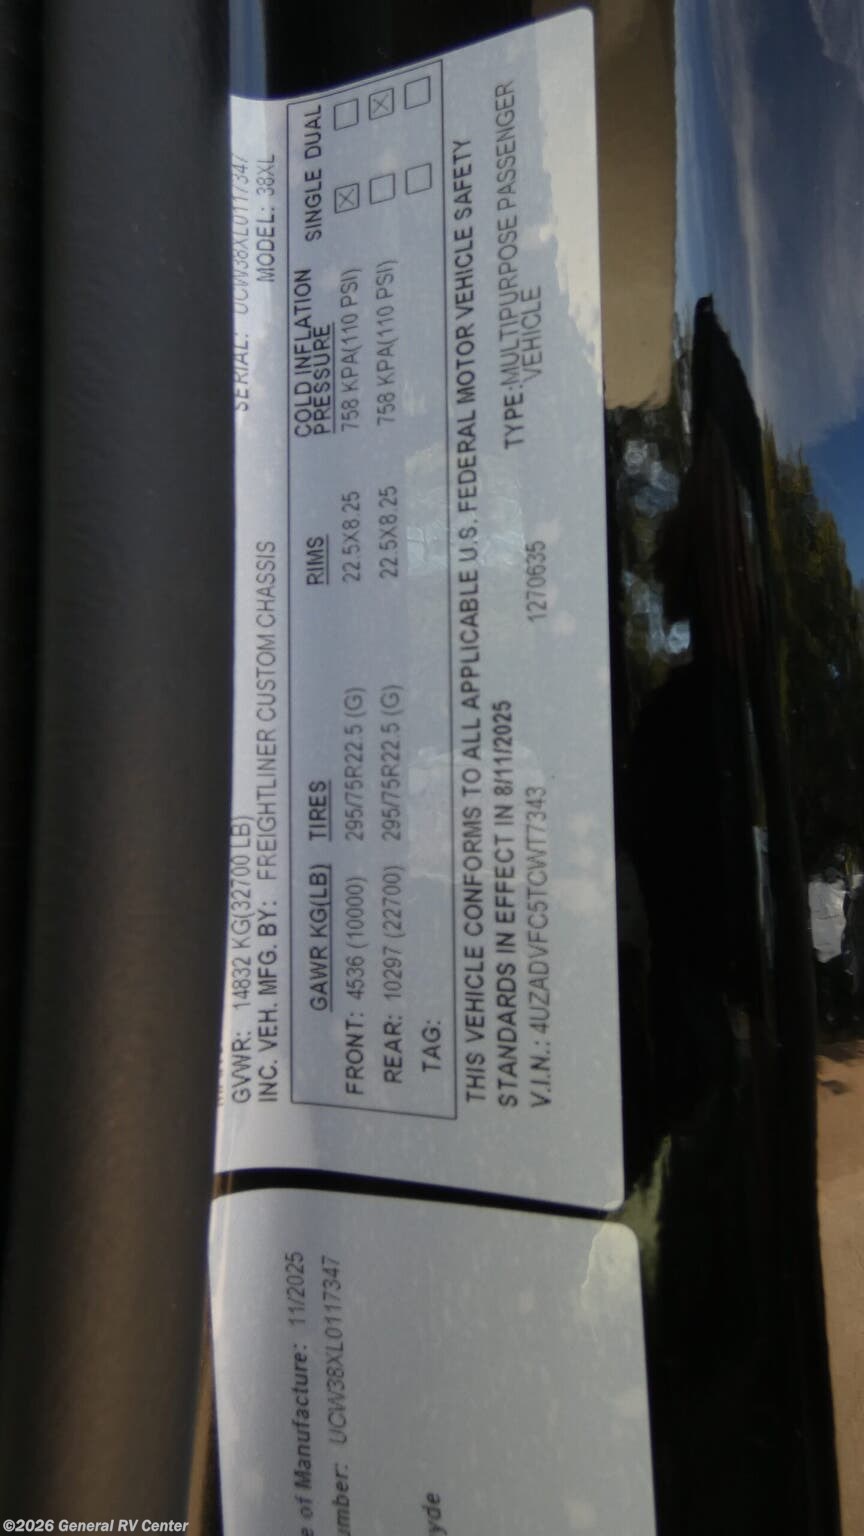 SERIAL: UCW38XL0117347
GVWR: 14832 KG(32700 LB) MODEL: 38XL
INC. VEH. MFG. BY: FREIGHTLINER CUSTOM CHASSIS
GAWR KG(LB) TIRES RIMS COLD INFLATION PRESSURE SINGLE DUAL
FRONT: 4536 (10000) 295/75R22.5 (G) 22.5X8.25 758 KPA(110 PSI)
REAR: 10297 (22700) 295/75R22.5 (G) 22.5X8.25 758 KPA(110 PSI)
TAG:
THIS VEHICLE CONFORMS TO ALL APPLICABLE U.S. FEDERAL MOTOR VEHICLE SAFETY
STANDARDS IN EFFECT IN 8/11/2025 TYPE:MULTIPURPOSE PASSENGER
V.I.N.: 4UZADVFC5TCWT7343 1270635 VEHICLE
e of Manufacture: 11/2025
umber: UCW38XL0117347
yde
©2026 General RV Center